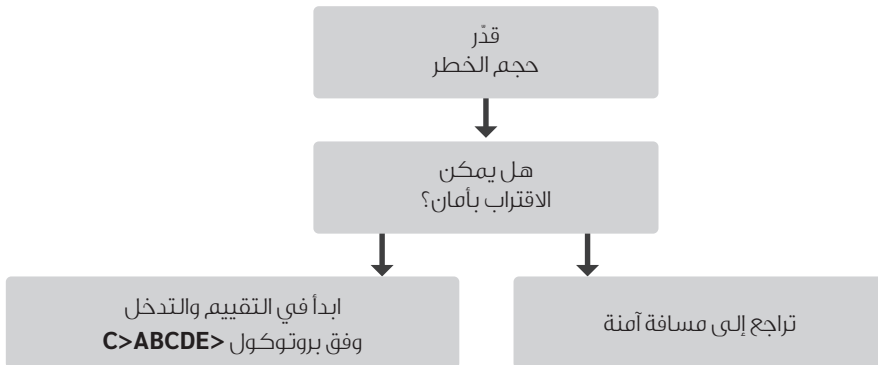 قدّر
حجم الخطر
هل يمكن
الاقتراب بأمان؟
تراجع إلى مسافة آمنة
ابدأ في التقييم والتدخل
وفق بروتوكول <C>ABCDE